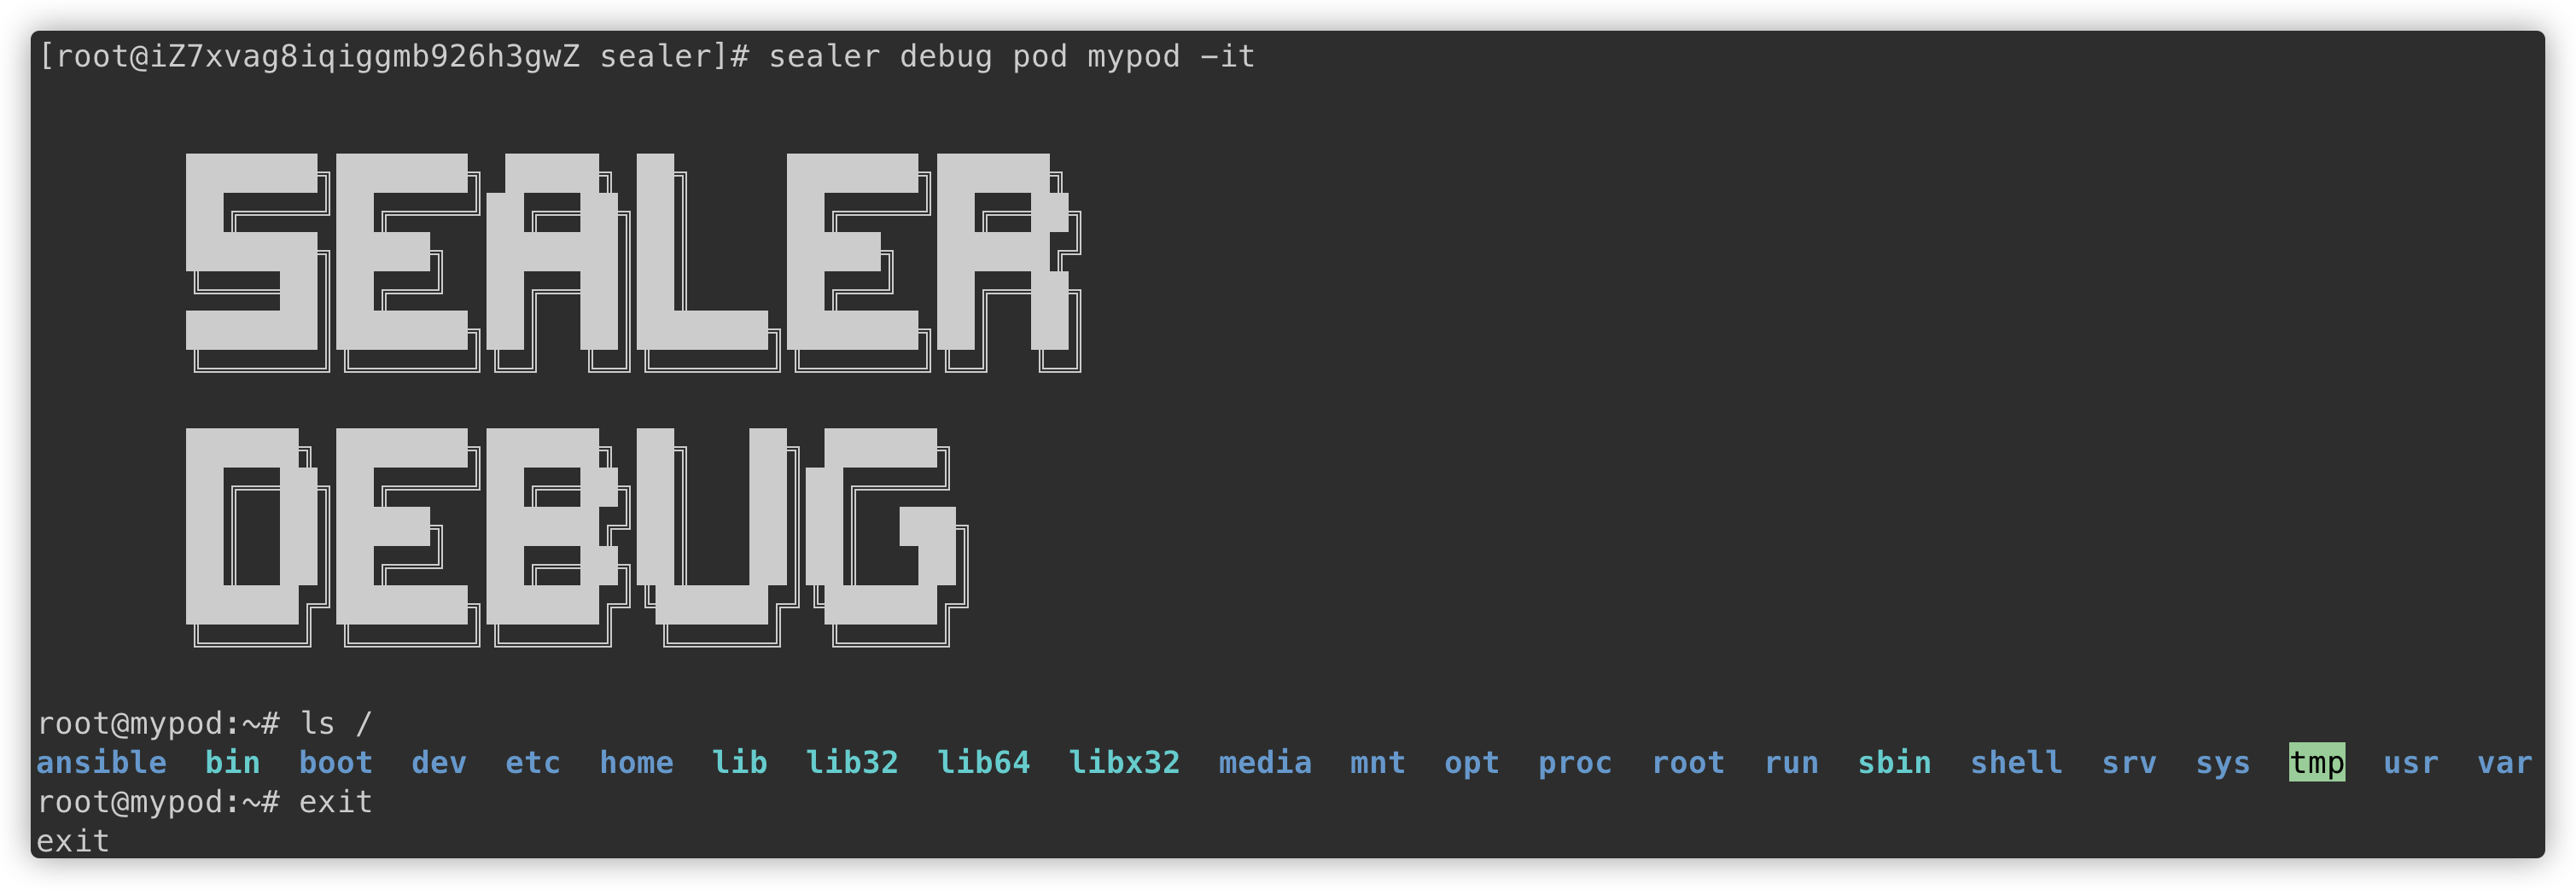 [root@iZ7xvag8iqiggmb926h3gwZ sealer]# sealer debug pod mypod -it
SEALER
DEBUG
root@mypod:~# ls /
ansible  bin  boot  dev  etc  home  lib  lib32  lib64  libx32  media  mnt  opt  proc  root  run  sbin  shell  srv  sys  tmp  usr  var
root@mypod:~# exit
exit